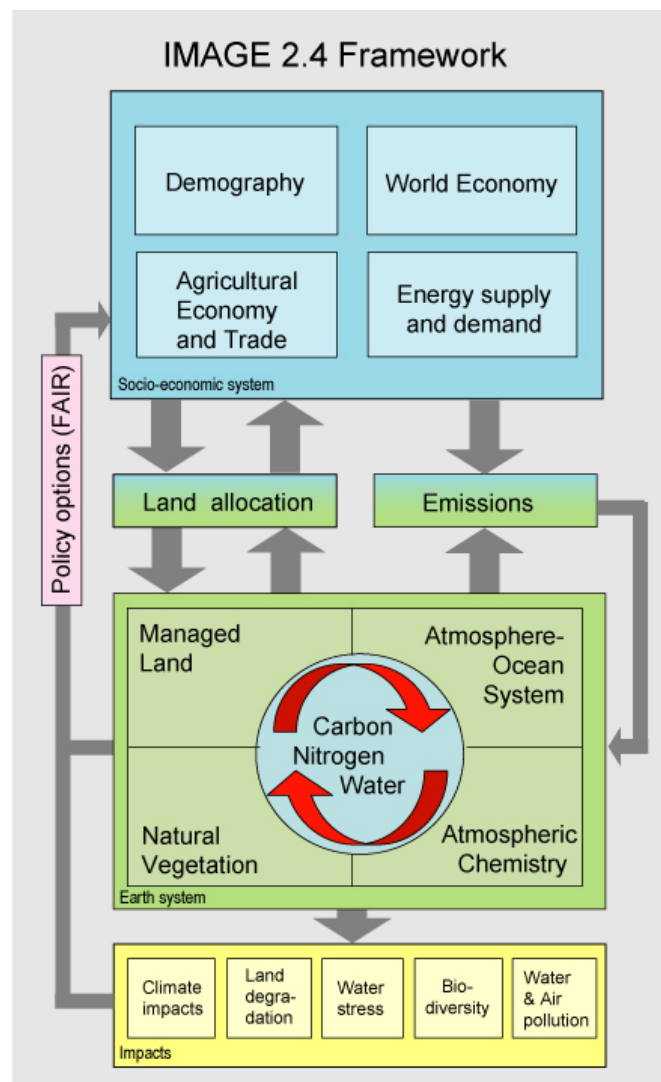 IMAGE 2.4 Framework
Demography
World Economy
Agricultural
Economy
and Trade
Energy supply
and demand
Socio-economic system
Policy options (FAIR)
Land allocation
Emissions
Managed
Land
Atmosphere-
Ocean
System
Carbon
Nitrogen
Water
Natural
Vegetation
Atmospheric
Chemistry
Earth system
Climate
impacts
Land
degra-
dation
Water
stress
Bio-
diversity
Water
& Air
pollution
Impacts